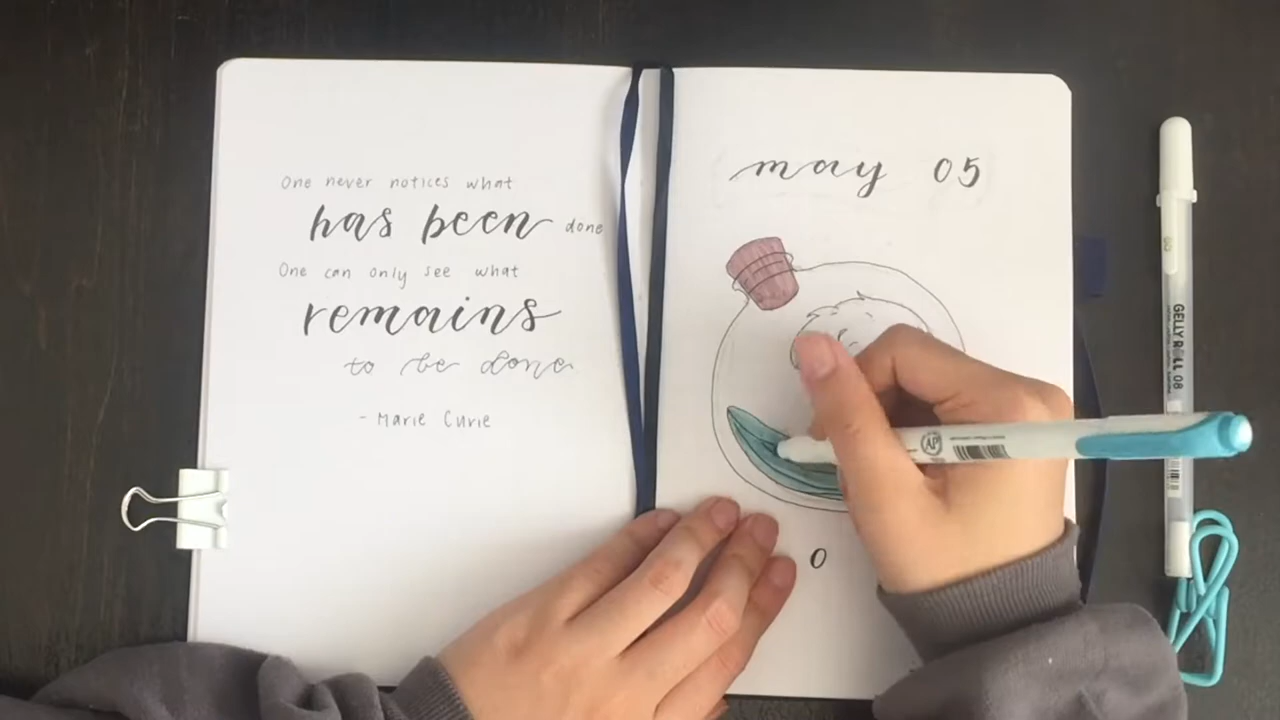 One never notices what
has been done
One can only see what
remains
to be done
- Marie Curie
may 05
0
AP
GELLY ROLL 08